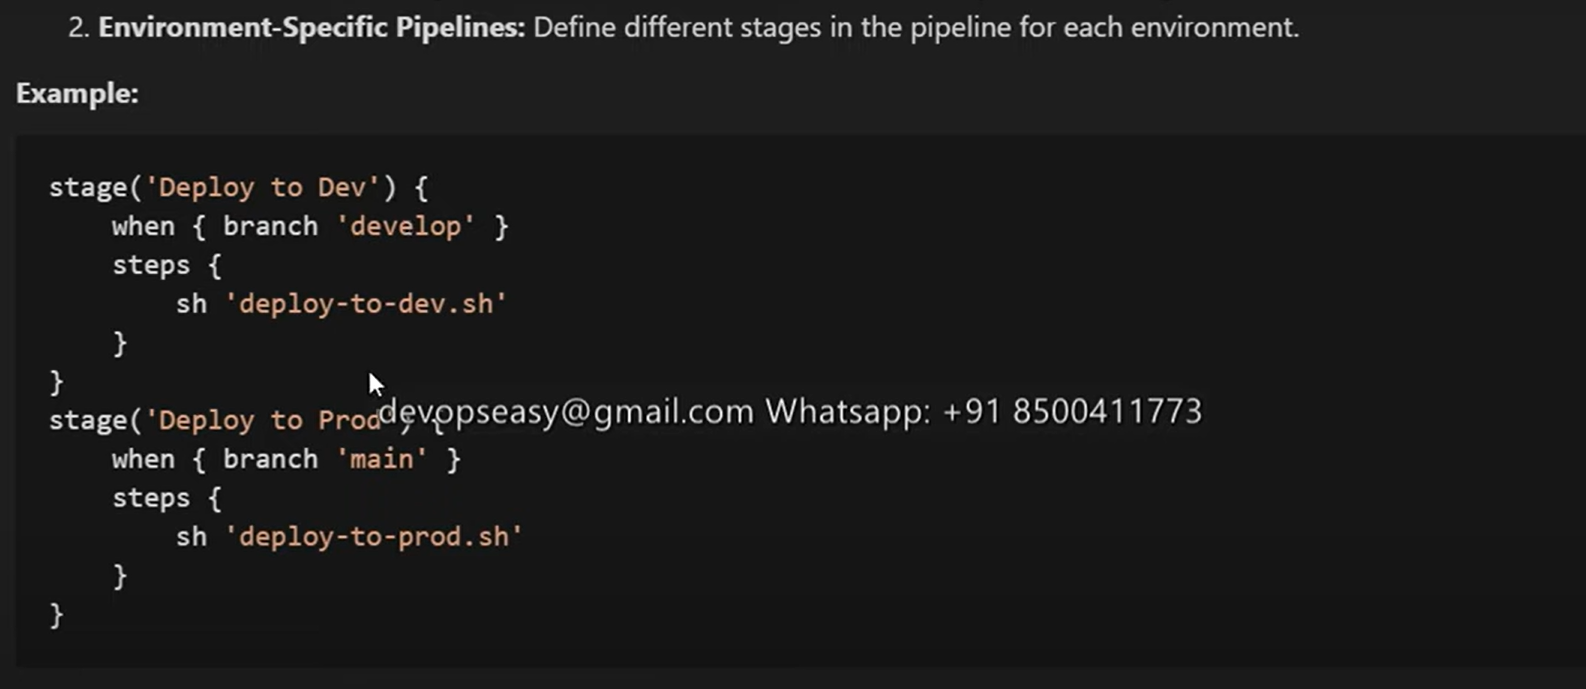 2. Environment-Specific Pipelines: Define different stages in the pipeline for each environment.
Example:
stage('Deploy to Dev') {
    when { branch 'develop' }
    steps {
        sh 'deploy-to-dev.sh'
    }
}
stage('Deploy to Prod') {
devopseasy@gmail.com Whatsapp: +91 8500411773
    when { branch 'main' }
    steps {
        sh 'deploy-to-prod.sh'
    }
}